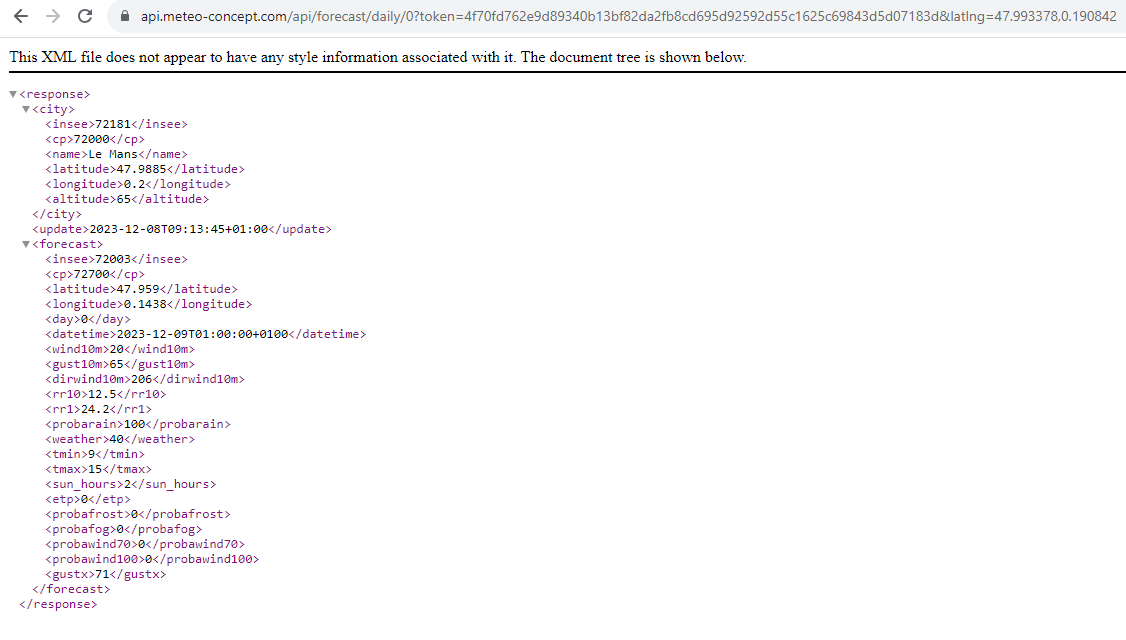 api.meteo-concept.com/api/forecast/daily/0?token=4f70fd762e9d89340b13bf82da2fb8cd695d92592d55c1625c69843d5d07183d&latlng=47.993378,0.190842
This XML file does not appear to have any style information associated with it. The document tree is shown below.
<response>
<city>
<insee>72181</insee>
<cp>72000</cp>
<name>Le Mans</name>
<latitude>47.9885</latitude>
<longitude>0.2</longitude>
<altitude>65</altitude>
</city>
<update>2023-12-08T09:13:45+01:00</update>
<forecast>
<insee>72003</insee>
<cp>72700</cp>
<latitude>47.959</latitude>
<longitude>0.1438</longitude>
<day>0</day>
<datetime>2023-12-09T01:00:00+0100</datetime>
<wind10m>20</wind10m>
<gust10m>65</gust10m>
<dirwind10m>206</dirwind10m>
<rr10>12.5</rr10>
<rr1>24.2</rr1>
<probarain>100</probarain>
<weather>40</weather>
<tmin>9</tmin>
<tmax>15</tmax>
<sun_hours>2</sun_hours>
<etp>0</etp>
<probafrost>0</probafrost>
<probafog>0</probafog>
<probawind70>0</probawind70>
<probawind100>0</probawind100>
<gustx>71</gustx>
</forecast>
</response>